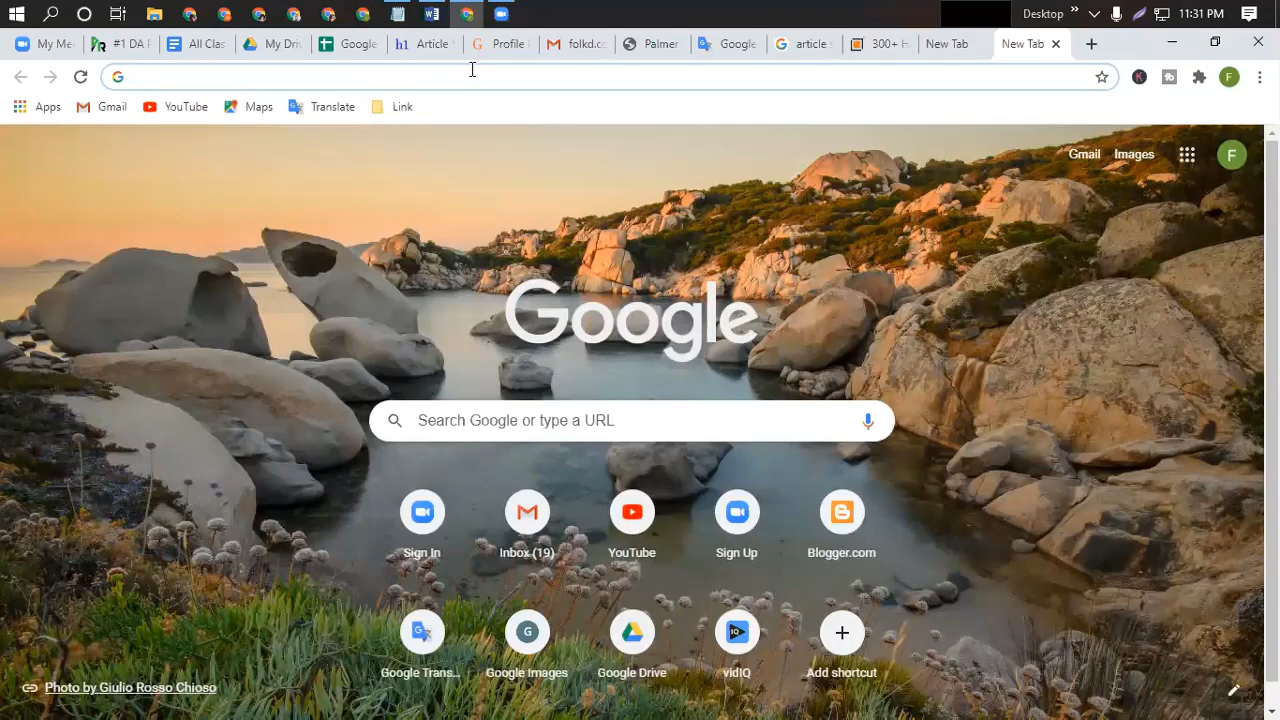 Desktop
»
11:31 PM
My Me
#1 DA
All Clas
My Driv
Google
h1 Article
G Profile
folkd.co
Palmer
Google
article s
300+ H
New Tab
New Tab
Apps
Gmail
YouTube
Maps
Translate
Link
F
Gmail
Images
F
Google
Search Google or type a URL
Sign In
Inbox (19)
YouTube
Sign Up
Blogger.com
G
IQ
Google Trans...
Google Images
Google Drive
vidIQ
Add shortcut
Photo by Giulio Rosso Chioso